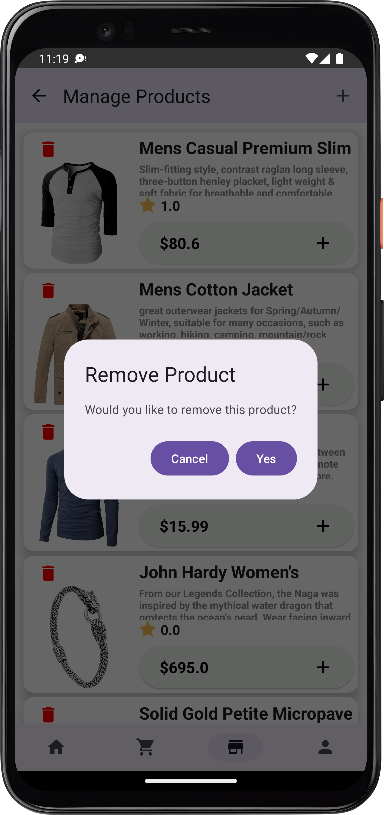 11:19
Manage Products
Mens Casual Premium Slim
Slim-fitting style, contrast raglan long sleeve,
three-button henley placket, light weight &
soft fabric for breathable and comfortable
1.0
$80.6 +
Mens Cotton Jacket
great outerwear jackets for Spring/Autumn/
Winter, suitable for many occasions, such as
working, hiking, camping, mountain/rock
+
Remove Product
Would you like to remove this product?
Cancel Yes
tween
note
re.
$15.99 +
John Hardy Women's
From our Legends Collection, the Naga was
inspired by the mythical water dragon that
protects the ocean's pearl. Wear facing inward
0.0
$695.0 +
Solid Gold Petite Micropave